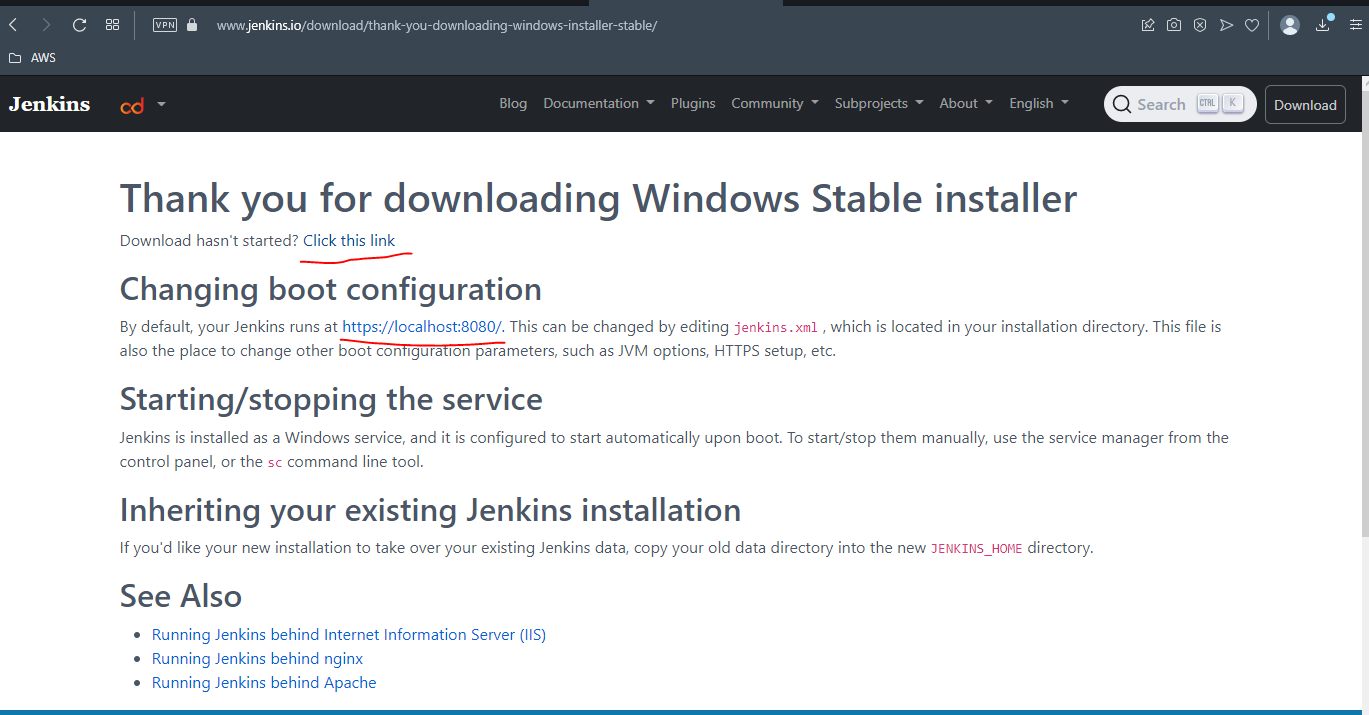 VPN www.jenkins.io/download/thank-you-downloading-windows-installer-stable/
AWS
Jenkins cd Blog Documentation Plugins Community Subprojects About English Search CTRL K Download
Thank you for downloading Windows Stable installer
Download hasn't started? Click this link
Changing boot configuration
By default, your Jenkins runs at https://localhost:8080/. This can be changed by editing jenkins.xml , which is located in your installation directory. This file is
also the place to change other boot configuration parameters, such as JVM options, HTTPS setup, etc.
Starting/stopping the service
Jenkins is installed as a Windows service, and it is configured to start automatically upon boot. To start/stop them manually, use the service manager from the
control panel, or the sc command line tool.
Inheriting your existing Jenkins installation
If you'd like your new installation to take over your existing Jenkins data, copy your old data directory into the new JENKINS_HOME directory.
See Also
Running Jenkins behind Internet Information Server (IIS)
Running Jenkins behind nginx
Running Jenkins behind Apache